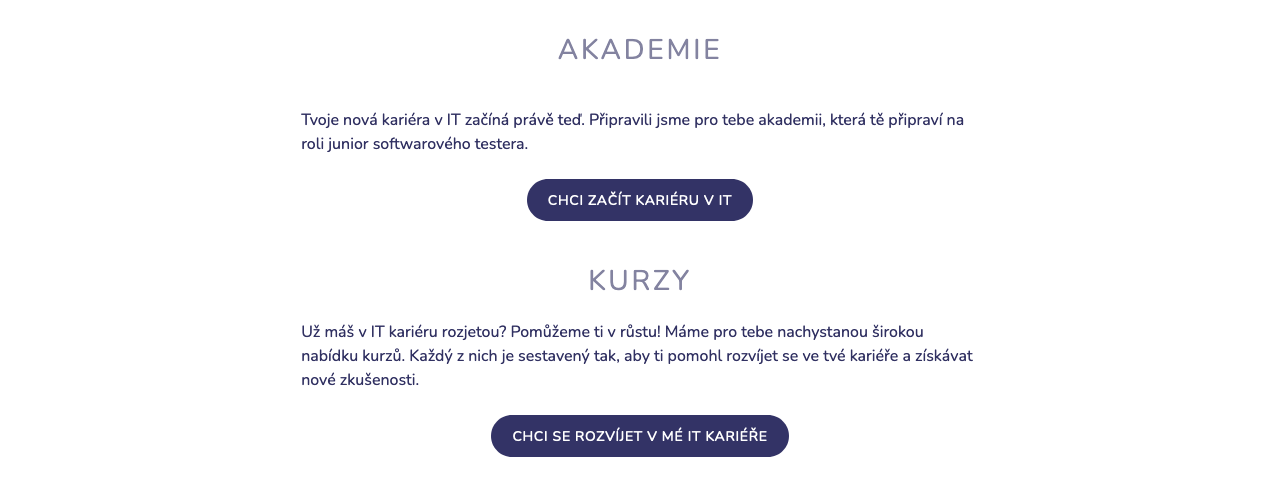 AKADEMIE
Tvoje nová kariéra v IT začíná právě teď. Připravili jsme pro tebe akademii, která tě připraví na
roli junior softwarového testera.
CHCI ZAČÍT KARIÉRU V IT
KURZY
Už máš v IT kariéru rozjetou? Pomůžeme ti v růstu! Máme pro tebe nachystanou širokou
nabídku kurzů. Každý z nich je sestavený tak, aby ti pomohl rozvíjet se ve tvé kariéře a získávat
nové zkušenosti.
CHCI SE ROZVÍJET V MÉ IT KARIÉŘE